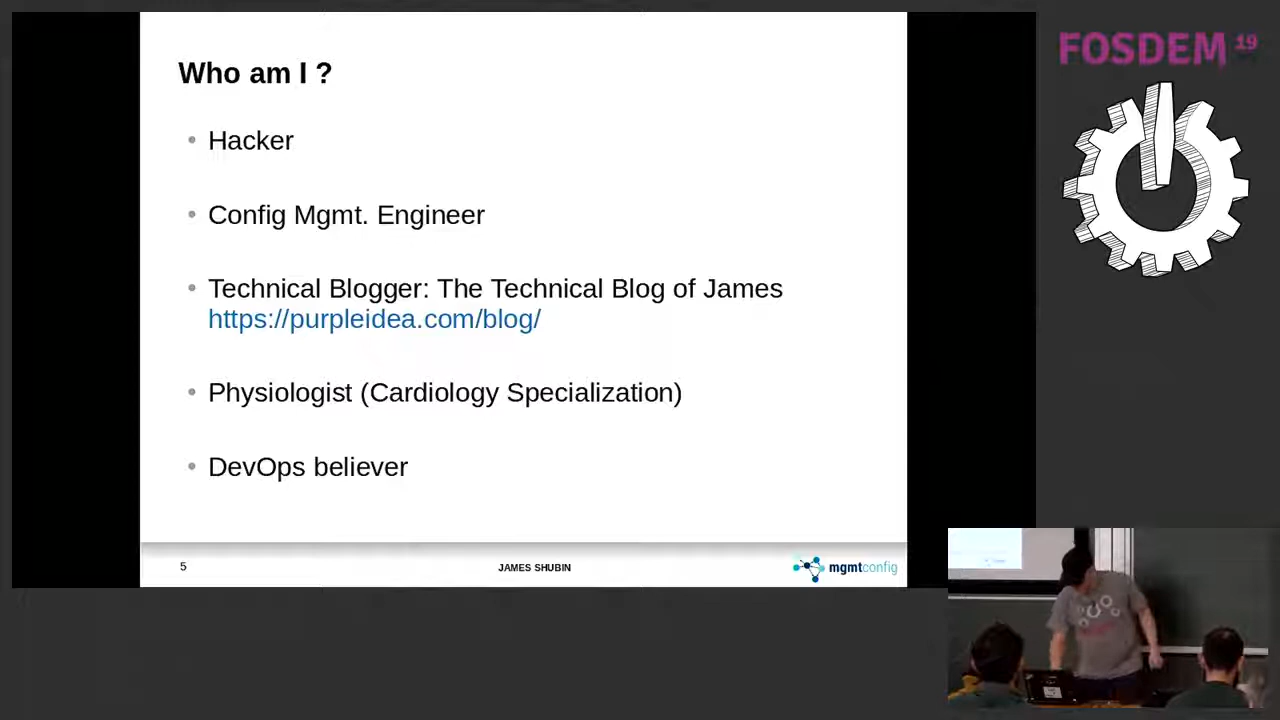 Who am I ?
Hacker
Config Mgmt. Engineer
Technical Blogger: The Technical Blog of James
https://purpleidea.com/blog/
Physiologist (Cardiology Specialization)
DevOps believer
5
JAMES SHUBIN
mgmtconfig
FOSDEM 19